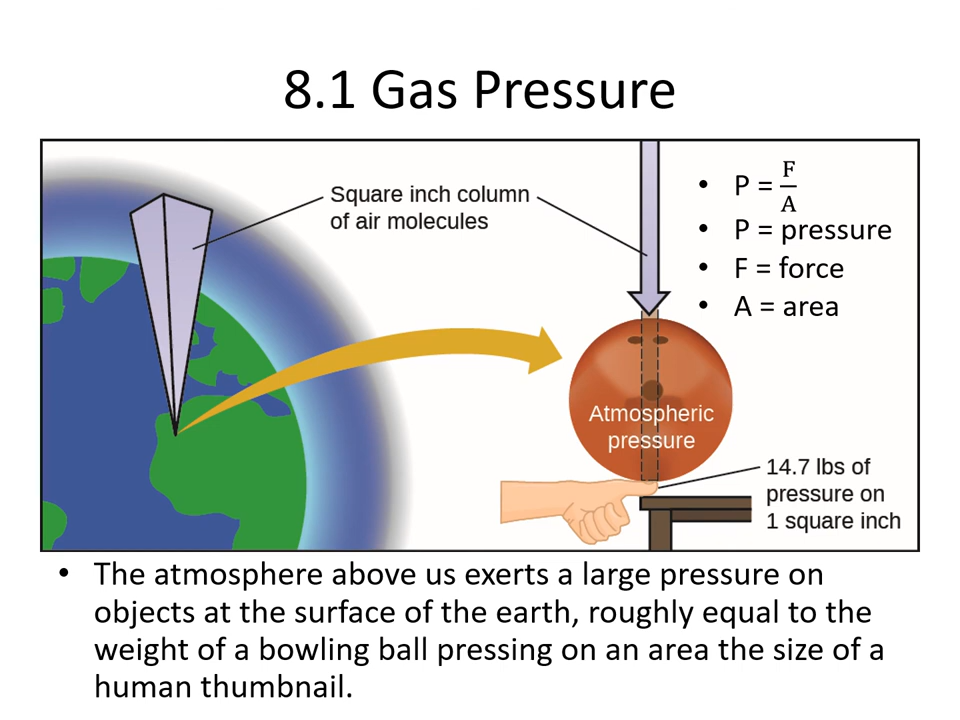 8.1 Gas Pressure
Square inch column
of air molecules
• P = F/A
• P = pressure
• F = force
• A = area
Atmospheric
pressure
14.7 lbs of
pressure on
1 square inch
• The atmosphere above us exerts a large pressure on
objects at the surface of the earth, roughly equal to the
weight of a bowling ball pressing on an area the size of a
human thumbnail.